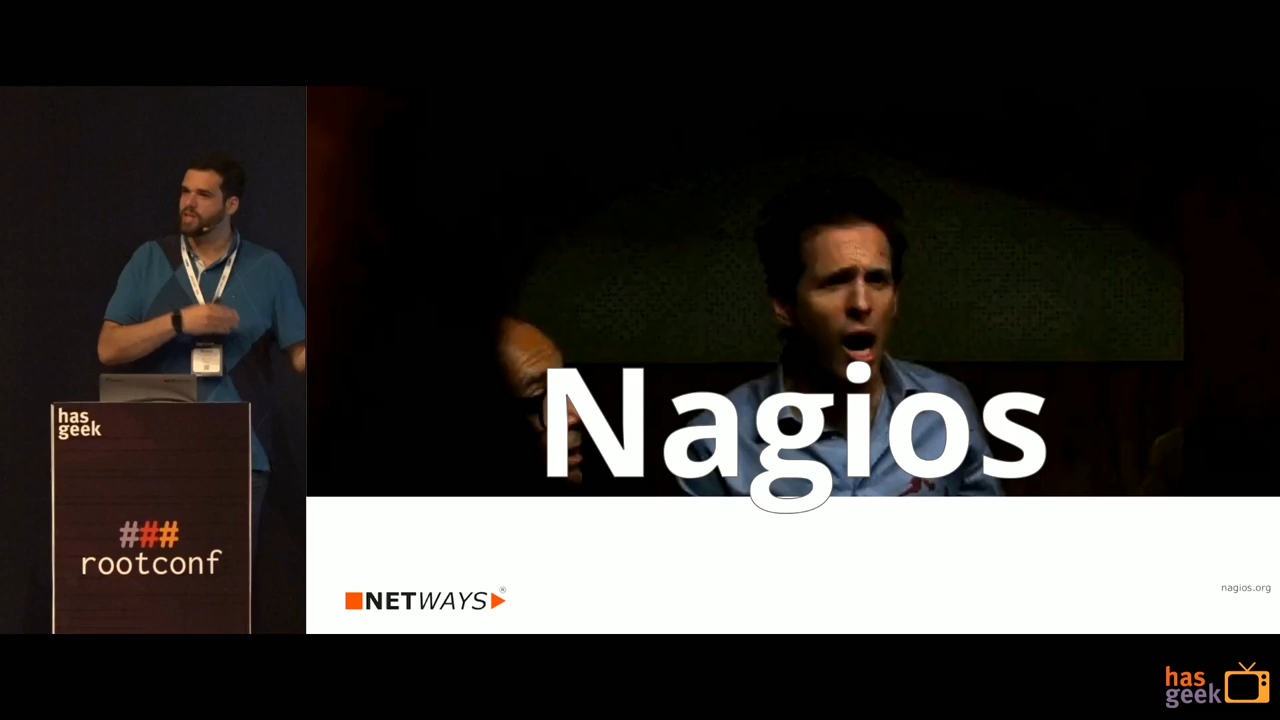 has
geek
###
rootconf
Nagios
NETWAYS®
nagios.org
has
geek